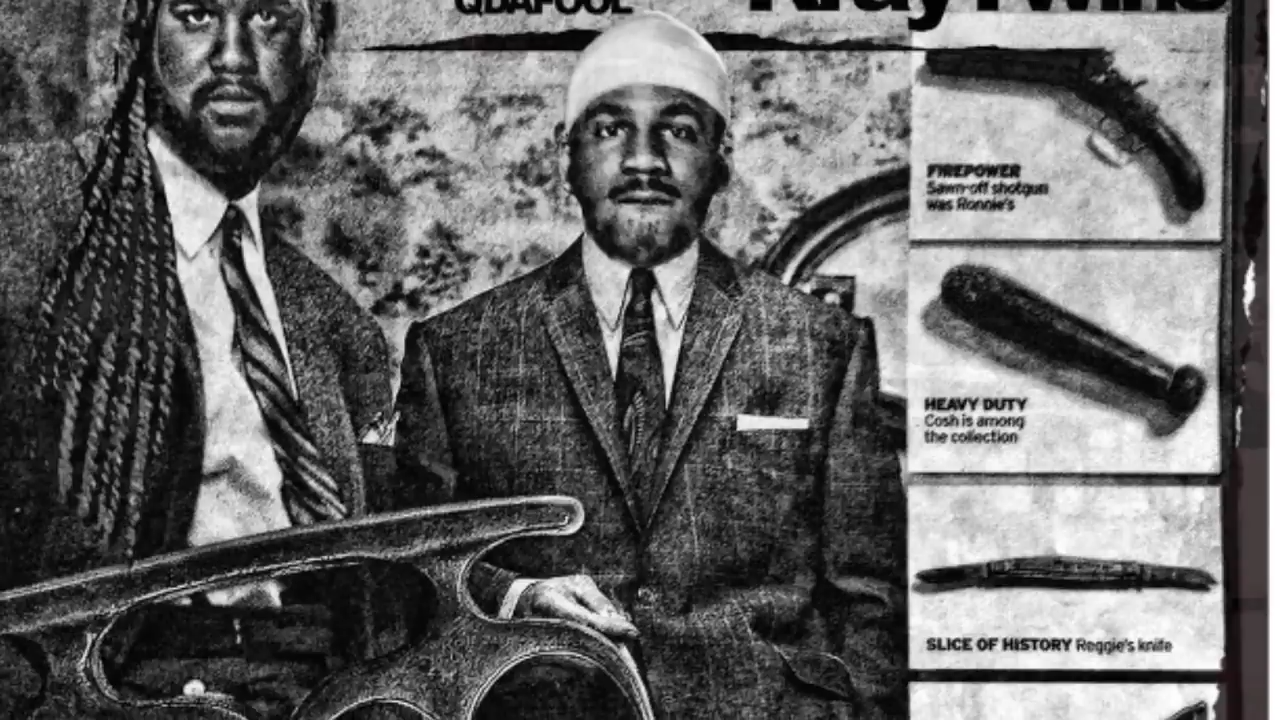 QDAFOOL
KrayTwins
FIREPOWER
Sawn-off shotgun
was Ronnie's
HEAVY DUTY
Cosh is among
the collection
SLICE OF HISTORY Reggie's knife